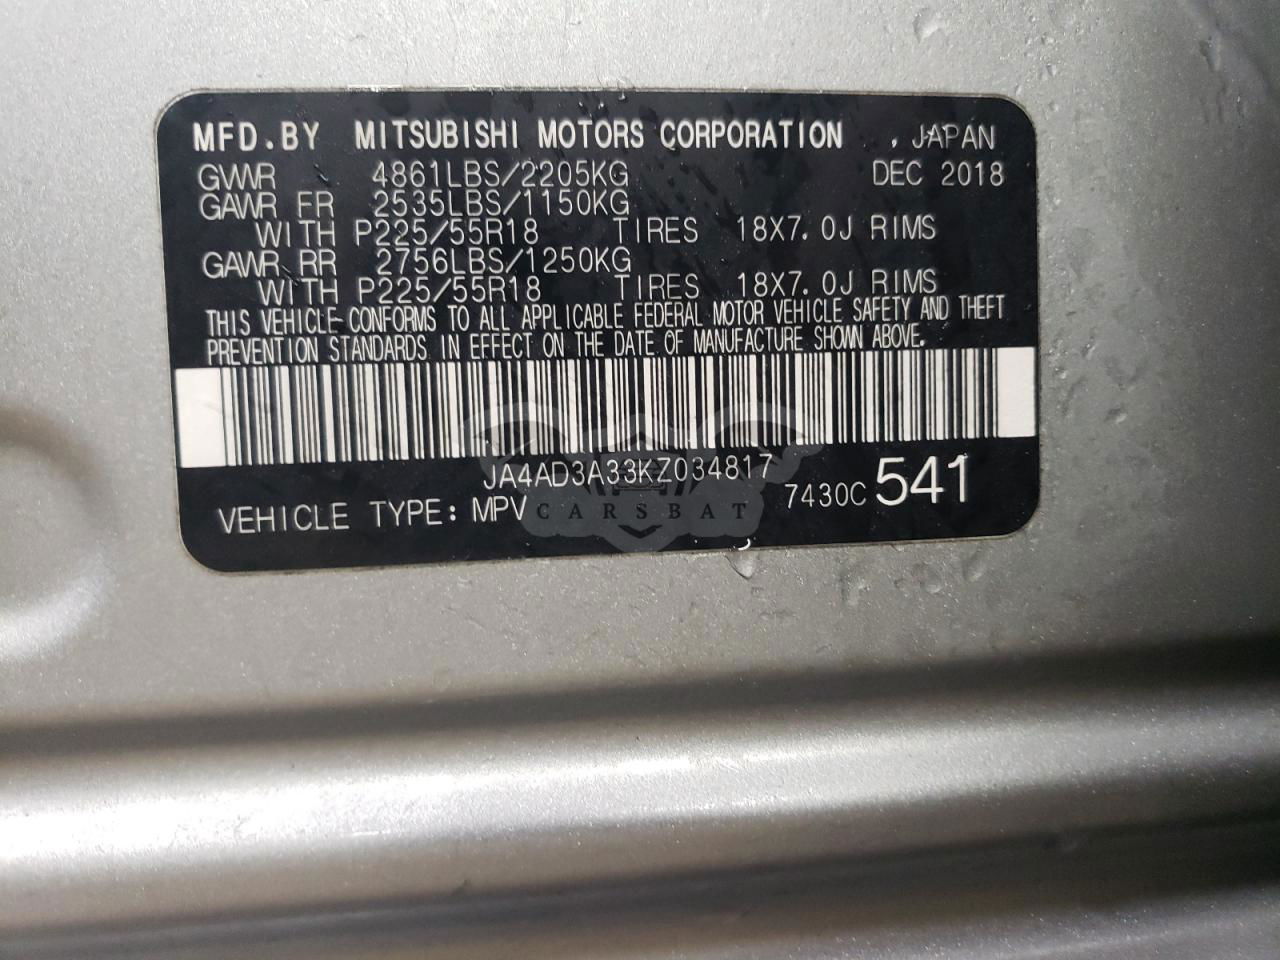 MFD.BY MITSUBISHI MOTORS CORPORATION , JAPAN
GVWR 4861LBS/2205KG DEC 2018
GAWR FR 2535LBS/1150KG
WITH P225/55R18 TIRES 18X7.0J RIMS
GAWR RR 2756LBS/1250KG
WITH P225/55R18 TIRES 18X7.0J RIMS
THIS VEHICLE CONFORMS TO ALL APPLICABLE FEDERAL MOTOR VEHICLE SAFETY AND THEFT
PREVENTION STANDARDS IN EFFECT ON THE DATE OF MANUFACTURE SHOWN ABOVE.
JA4AD3A33KZ034817
VEHICLE TYPE: MPV 7430C 541
CARSBAT